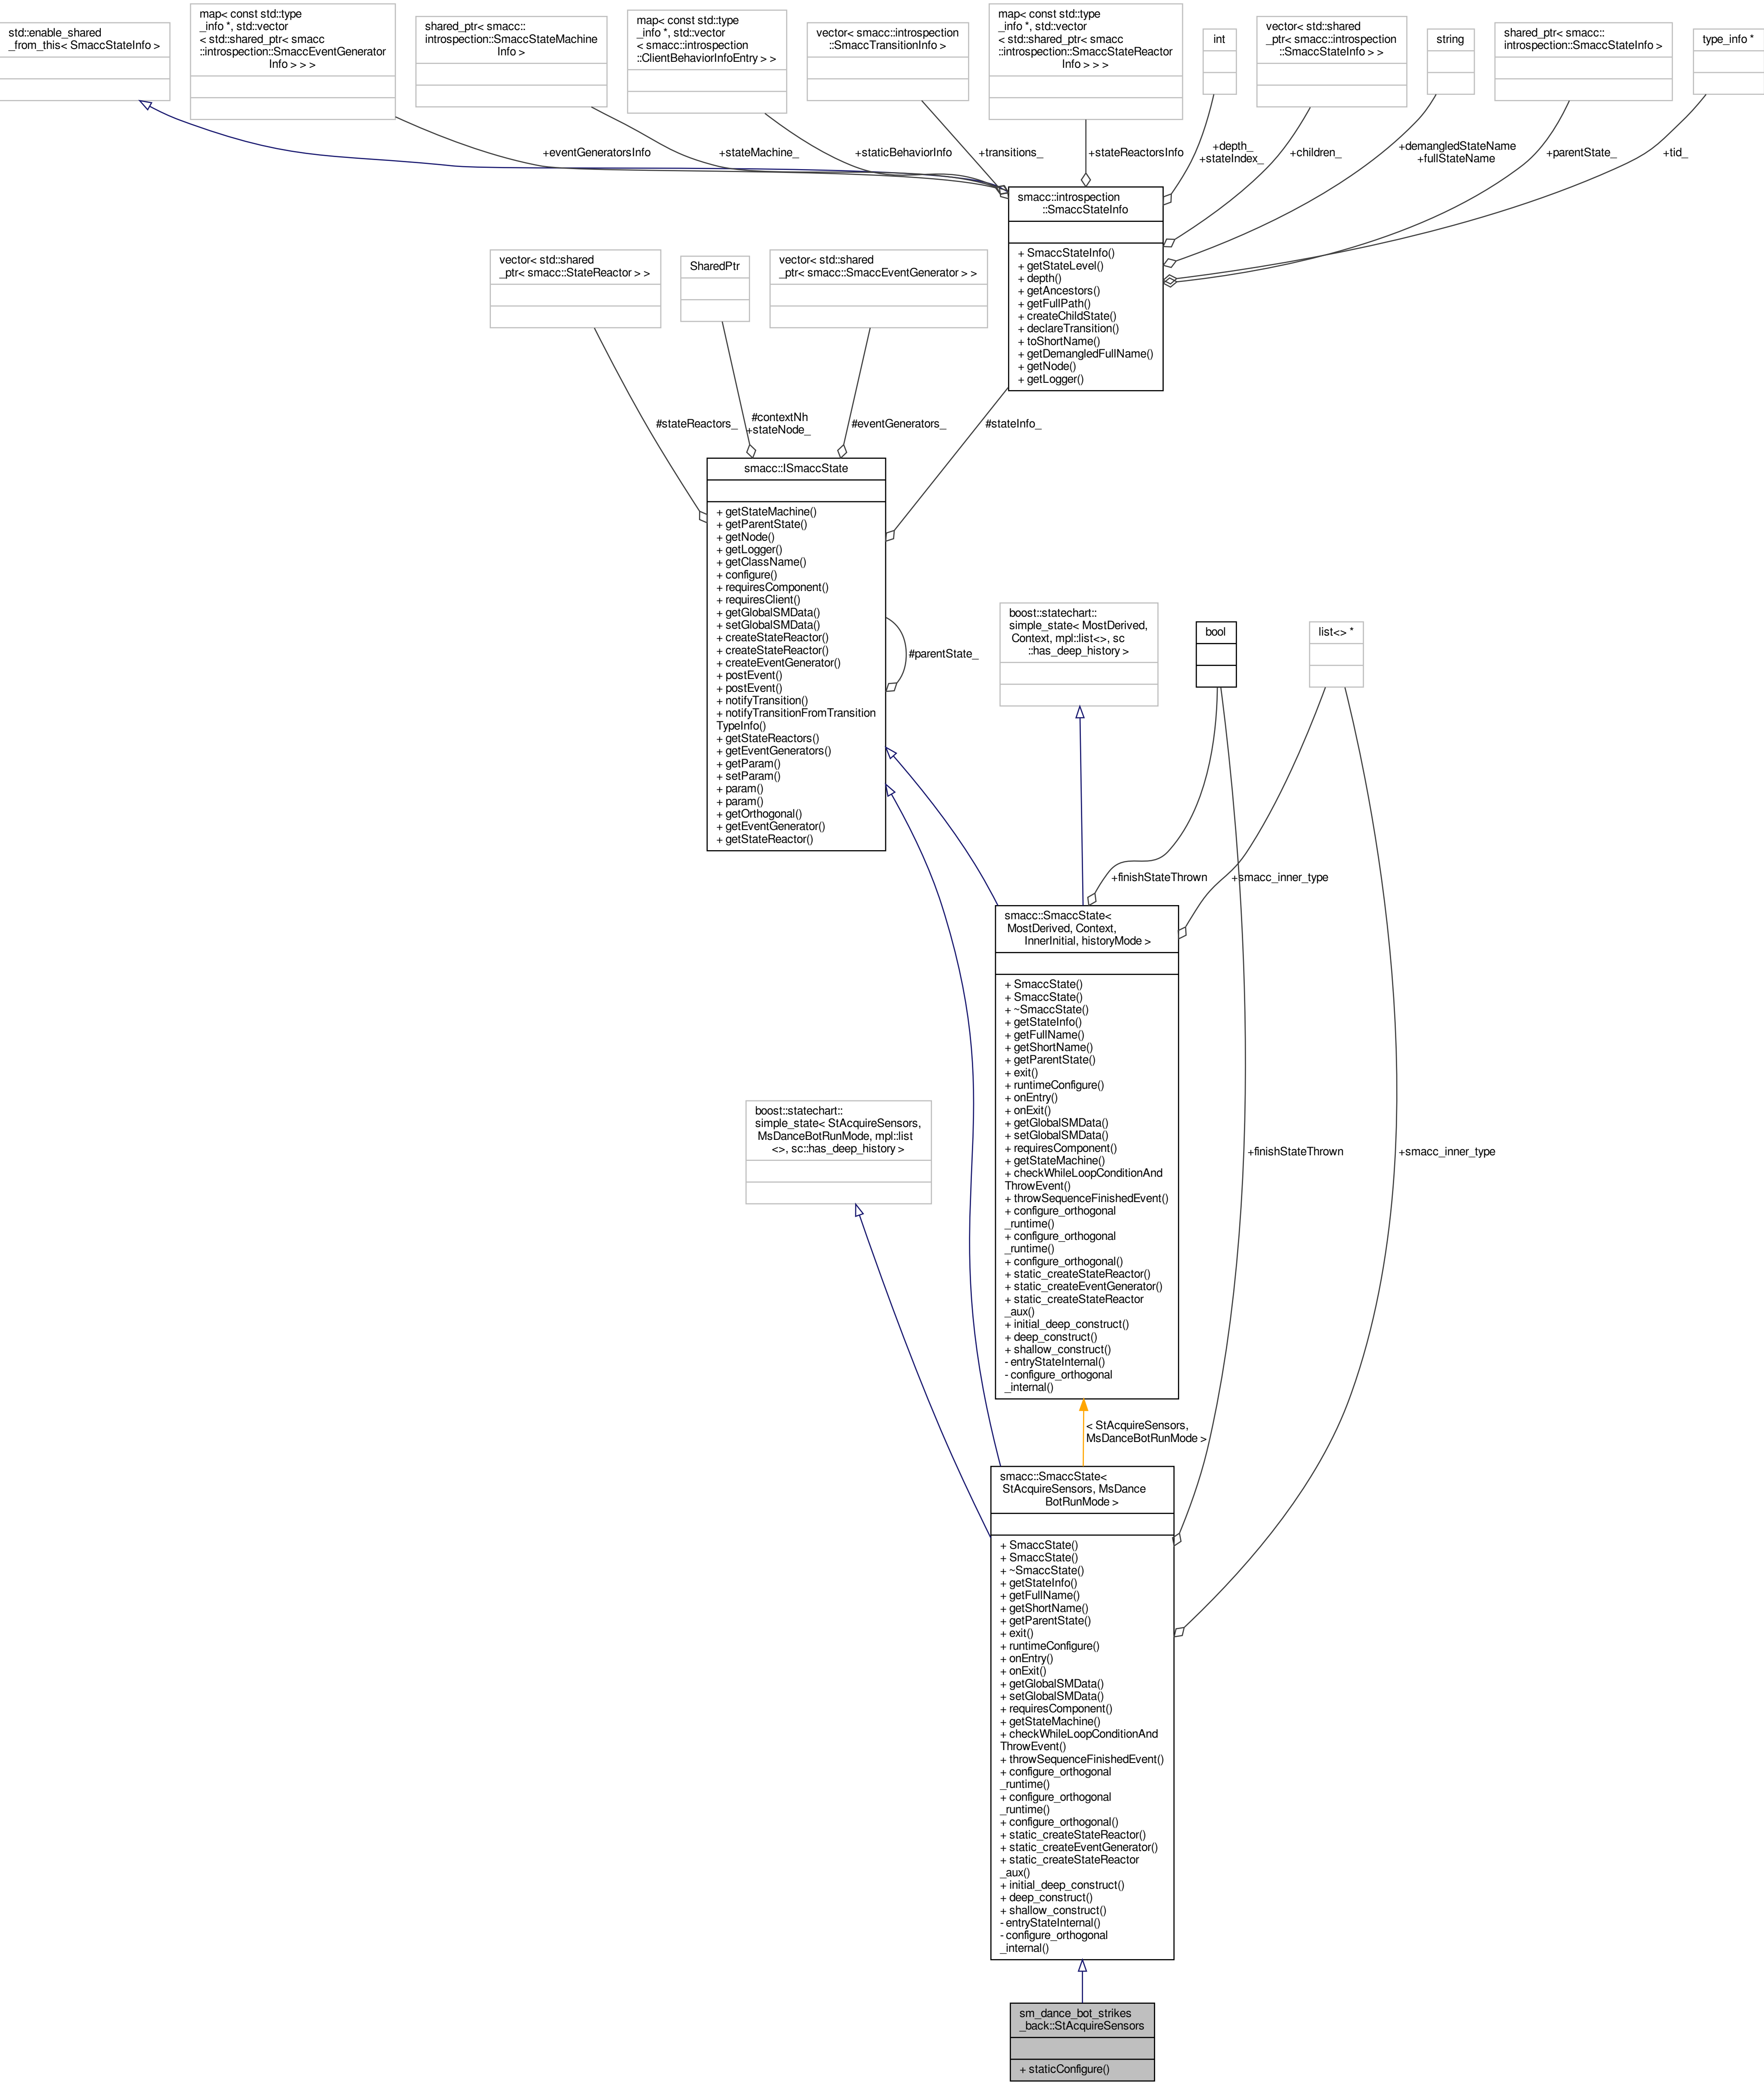 std::enable_shared
_from_this< SmaccStateInfo >
map< const std::type
_info *, std::vector
< std::shared_ptr< smacc
::introspection::SmaccEventGenerator
Info > > >
shared_ptr< smacc::
introspection::SmaccStateMachine
Info >
map< const std::type
_info *, std::vector
< smacc::introspection
::ClientBehaviorInfoEntry > >
vector< smacc::introspection
::SmaccTransitionInfo >
map< const std::type
_info *, std::vector
< std::shared_ptr< smacc
::introspection::SmaccStateReactor
Info > > >
int
vector< std::shared
_ptr< smacc::introspection
::SmaccStateInfo > >
string
shared_ptr< smacc::
introspection::SmaccStateInfo >
type_info *
+eventGeneratorsInfo
+stateMachine_
+staticBehaviorInfo
+transitions_
+stateReactorsInfo
+depth_
+stateIndex_
+children_
+demangledStateName
+fullStateName
+parentState_
+tid_
smacc::introspection
::SmaccStateInfo
+ SmaccStateInfo()
+ getStateLevel()
+ depth()
+ getAncestors()
+ getFullPath()
+ createChildState()
+ declareTransition()
+ toShortName()
+ getDemangledFullName()
+ getNode()
+ getLogger()
vector< std::shared
_ptr< smacc::StateReactor > >
SharedPtr
vector< std::shared
_ptr< smacc::SmaccEventGenerator > >
#stateReactors_
#contextNh
+stateNode_
#eventGenerators_
#stateInfo_
smacc::ISmaccState
+ getStateMachine()
+ getParentState()
+ getNode()
+ getLogger()
+ getClassName()
+ configure()
+ requiresComponent()
+ requiresClient()
+ getGlobalSMData()
+ setGlobalSMData()
+ createStateReactor()
+ createStateReactor()
+ createEventGenerator()
+ postEvent()
+ postEvent()
+ notifyTransition()
+ notifyTransitionFromTransition
TypeInfo()
+ getStateReactors()
+ getEventGenerators()
+ getParam()
+ setParam()
+ param()
+ param()
+ getOrthogonal()
+ getEventGenerator()
+ getStateReactor()
#parentState_
boost::statechart::
simple_state< MostDerived,
Context, mpl::list<>, sc
::has_deep_history >
bool
list<> *
+finishStateThrown
+smacc_inner_type
smacc::SmaccState<
MostDerived, Context,
InnerInitial, historyMode >
+ SmaccState()
+ SmaccState()
+ ~SmaccState()
+ getStateInfo()
+ getFullName()
+ getShortName()
+ getParentState()
+ exit()
+ runtimeConfigure()
+ onEntry()
+ onExit()
+ getGlobalSMData()
+ setGlobalSMData()
+ requiresComponent()
+ getStateMachine()
+ checkWhileLoopConditionAnd
ThrowEvent()
+ throwSequenceFinishedEvent()
+ configure_orthogonal
_runtime()
+ configure_orthogonal
_runtime()
+ configure_orthogonal()
+ static_createStateReactor()
+ static_createEventGenerator()
+ static_createStateReactor
_aux()
+ initial_deep_construct()
+ deep_construct()
+ shallow_construct()
- entryStateInternal()
- configure_orthogonal
_internal()
boost::statechart::
simple_state< StAcquireSensors,
MsDanceBotRunMode, mpl::list
<>, sc::has_deep_history >
+finishStateThrown
+smacc_inner_type
< StAcquireSensors,
MsDanceBotRunMode >
smacc::SmaccState<
StAcquireSensors, MsDance
BotRunMode >
+ SmaccState()
+ SmaccState()
+ ~SmaccState()
+ getStateInfo()
+ getFullName()
+ getShortName()
+ getParentState()
+ exit()
+ runtimeConfigure()
+ onEntry()
+ onExit()
+ getGlobalSMData()
+ setGlobalSMData()
+ requiresComponent()
+ getStateMachine()
+ checkWhileLoopConditionAnd
ThrowEvent()
+ throwSequenceFinishedEvent()
+ configure_orthogonal
_runtime()
+ configure_orthogonal
_runtime()
+ configure_orthogonal()
+ static_createStateReactor()
+ static_createEventGenerator()
+ static_createStateReactor
_aux()
+ initial_deep_construct()
+ deep_construct()
+ shallow_construct()
- entryStateInternal()
- configure_orthogonal
_internal()
sm_dance_bot_strikes
_back::StAcquireSensors
+ staticConfigure()